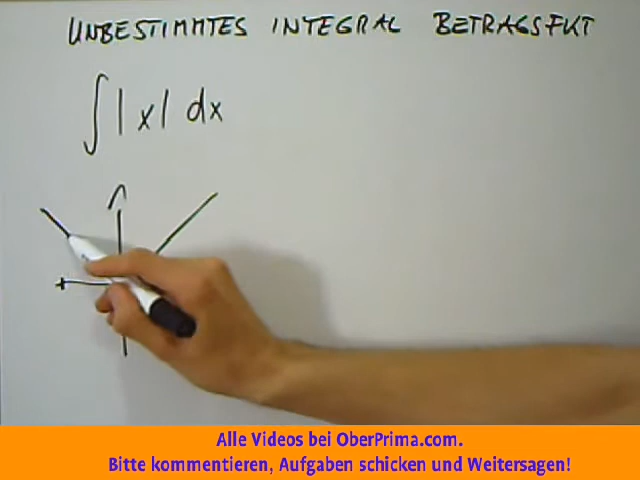 UNBESTIMMTES INTEGRAL BETRAGSFKT
∫|x| dx
Alle Videos bei OberPrima.com.
Bitte kommentieren, Aufgaben schicken und Weitersagen!